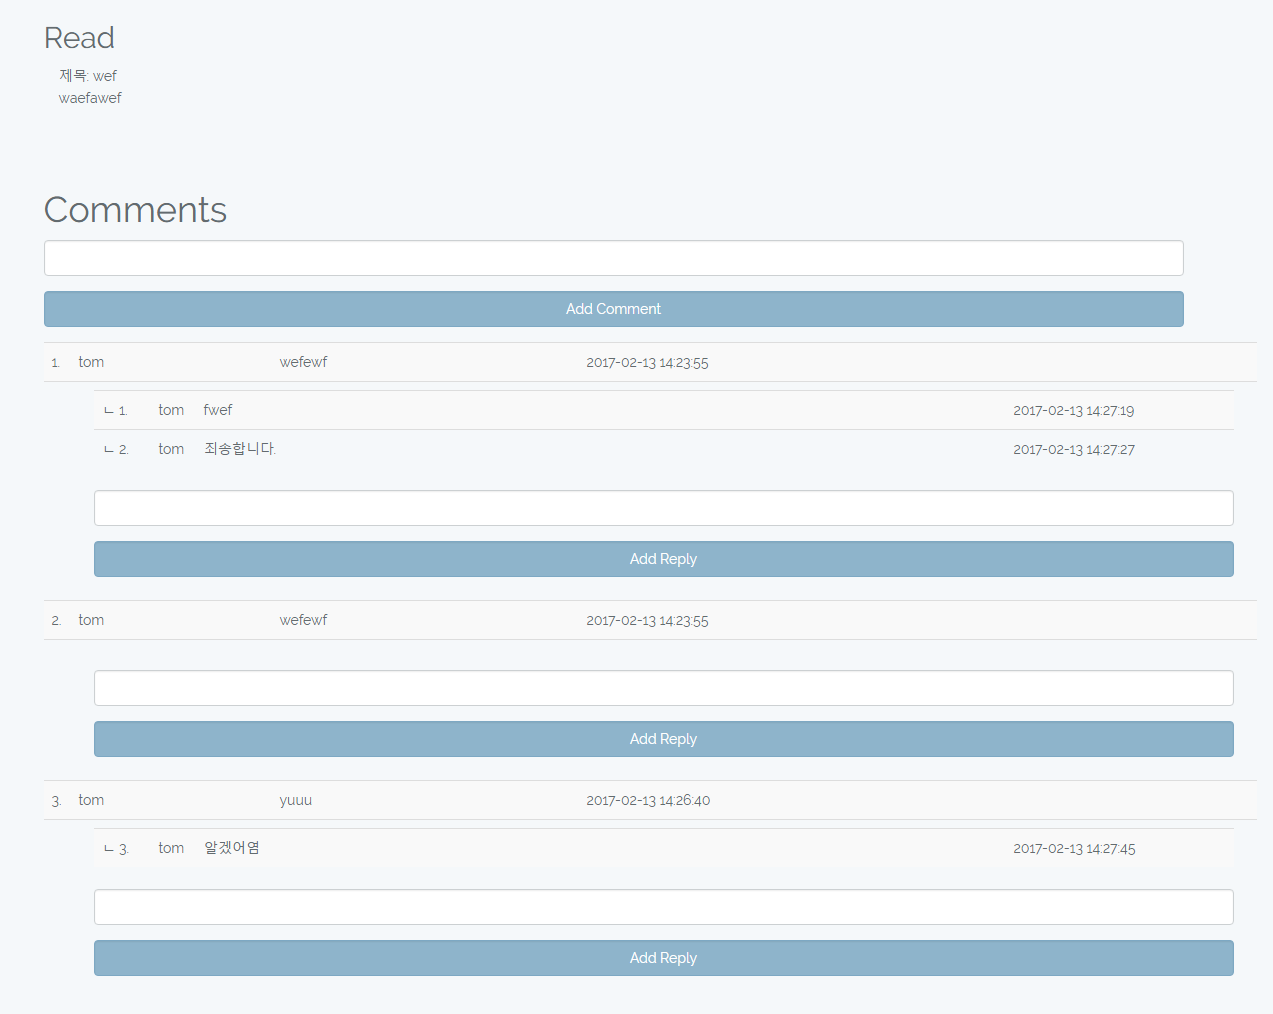 Read
제목: wef
waefawef
Comments
Add Comment
1. tom wefewf 2017-02-13 14:23:55
ㄴ 1. tom fwef 2017-02-13 14:27:19
ㄴ 2. tom 죄송합니다. 2017-02-13 14:27:27
Add Reply
2. tom wefewf 2017-02-13 14:23:55
Add Reply
3. tom yuuu 2017-02-13 14:26:40
ㄴ 3. tom 알겠어염 2017-02-13 14:27:45
Add Reply